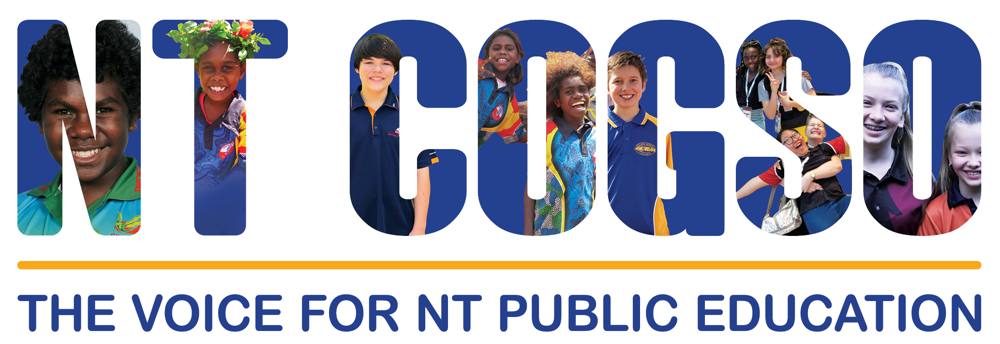 NT COGSO
THE VOICE FOR NT PUBLIC EDUCATION